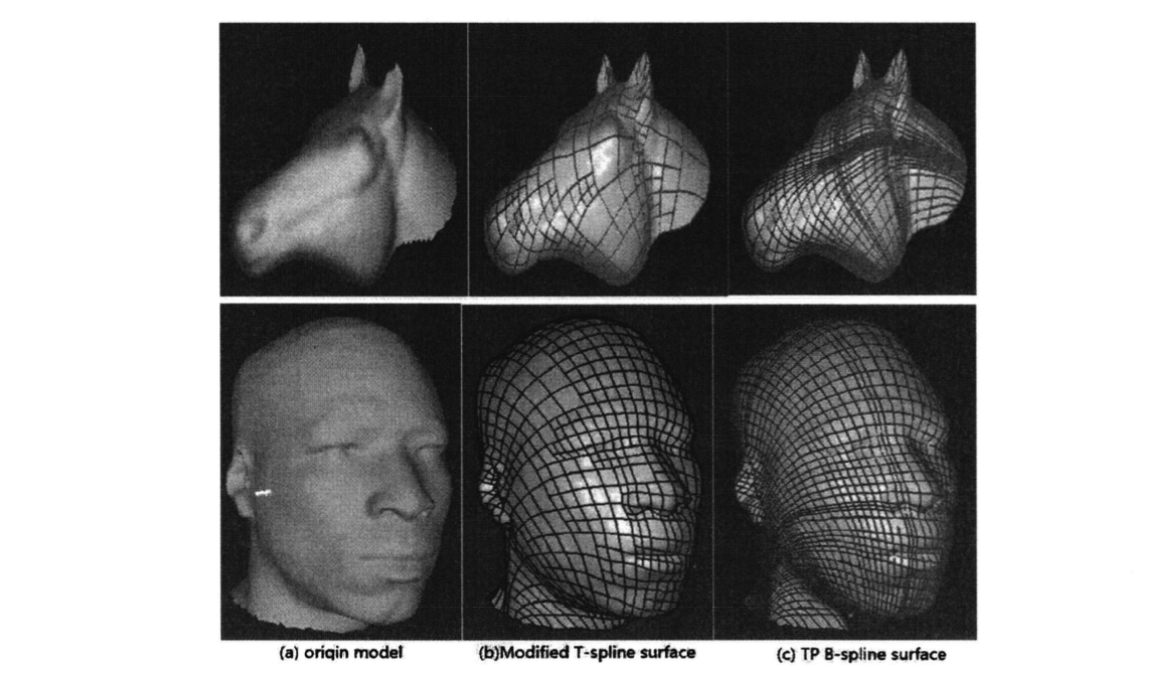 (a) origin model
(b)Modified T-spline surface
(c) TP B-spline surface